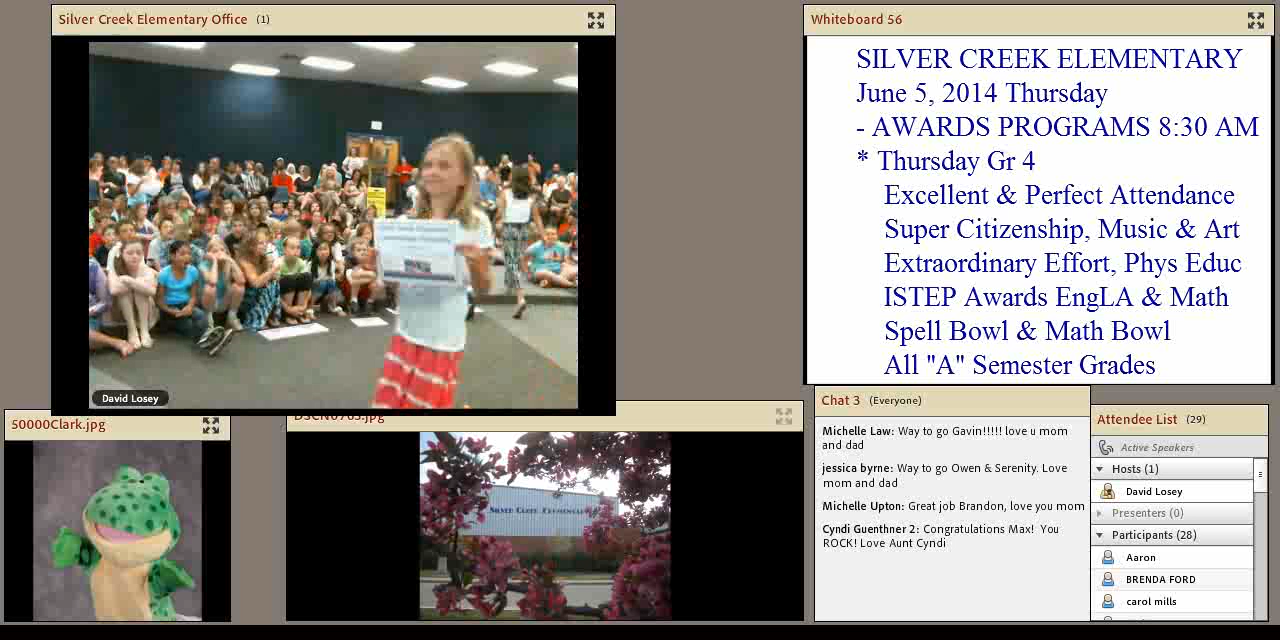 Silver Creek Elementary Office (1)
David Losey
Whiteboard 56
SILVER CREEK ELEMENTARY
June 5, 2014 Thursday
- AWARDS PROGRAMS 8:30 AM
* Thursday Gr 4
Excellent & Perfect Attendance
Super Citizenship, Music & Art
Extraordinary Effort, Phys Educ
ISTEP Awards EngLA & Math
Spell Bowl & Math Bowl
All "A" Semester Grades
50000Clark.jpg
SILVER CREEK ELEMENTARY
Chat 3 (Everyone)
Michelle Law: Way to go Gavin!!!!! love u mom
and dad
jessica byrne: Way to go Owen & Serenity. Love
mom and dad
Michelle Upton: Great job Brandon, love you mom
Cyndi Guenthner 2: Congratulations Max! You
ROCK! Love Aunt Cyndi
Attendee List (29)
Active Speakers
Hosts (1)
David Losey
Presenters (0)
Participants (28)
Aaron
BRENDA FORD
carol mills